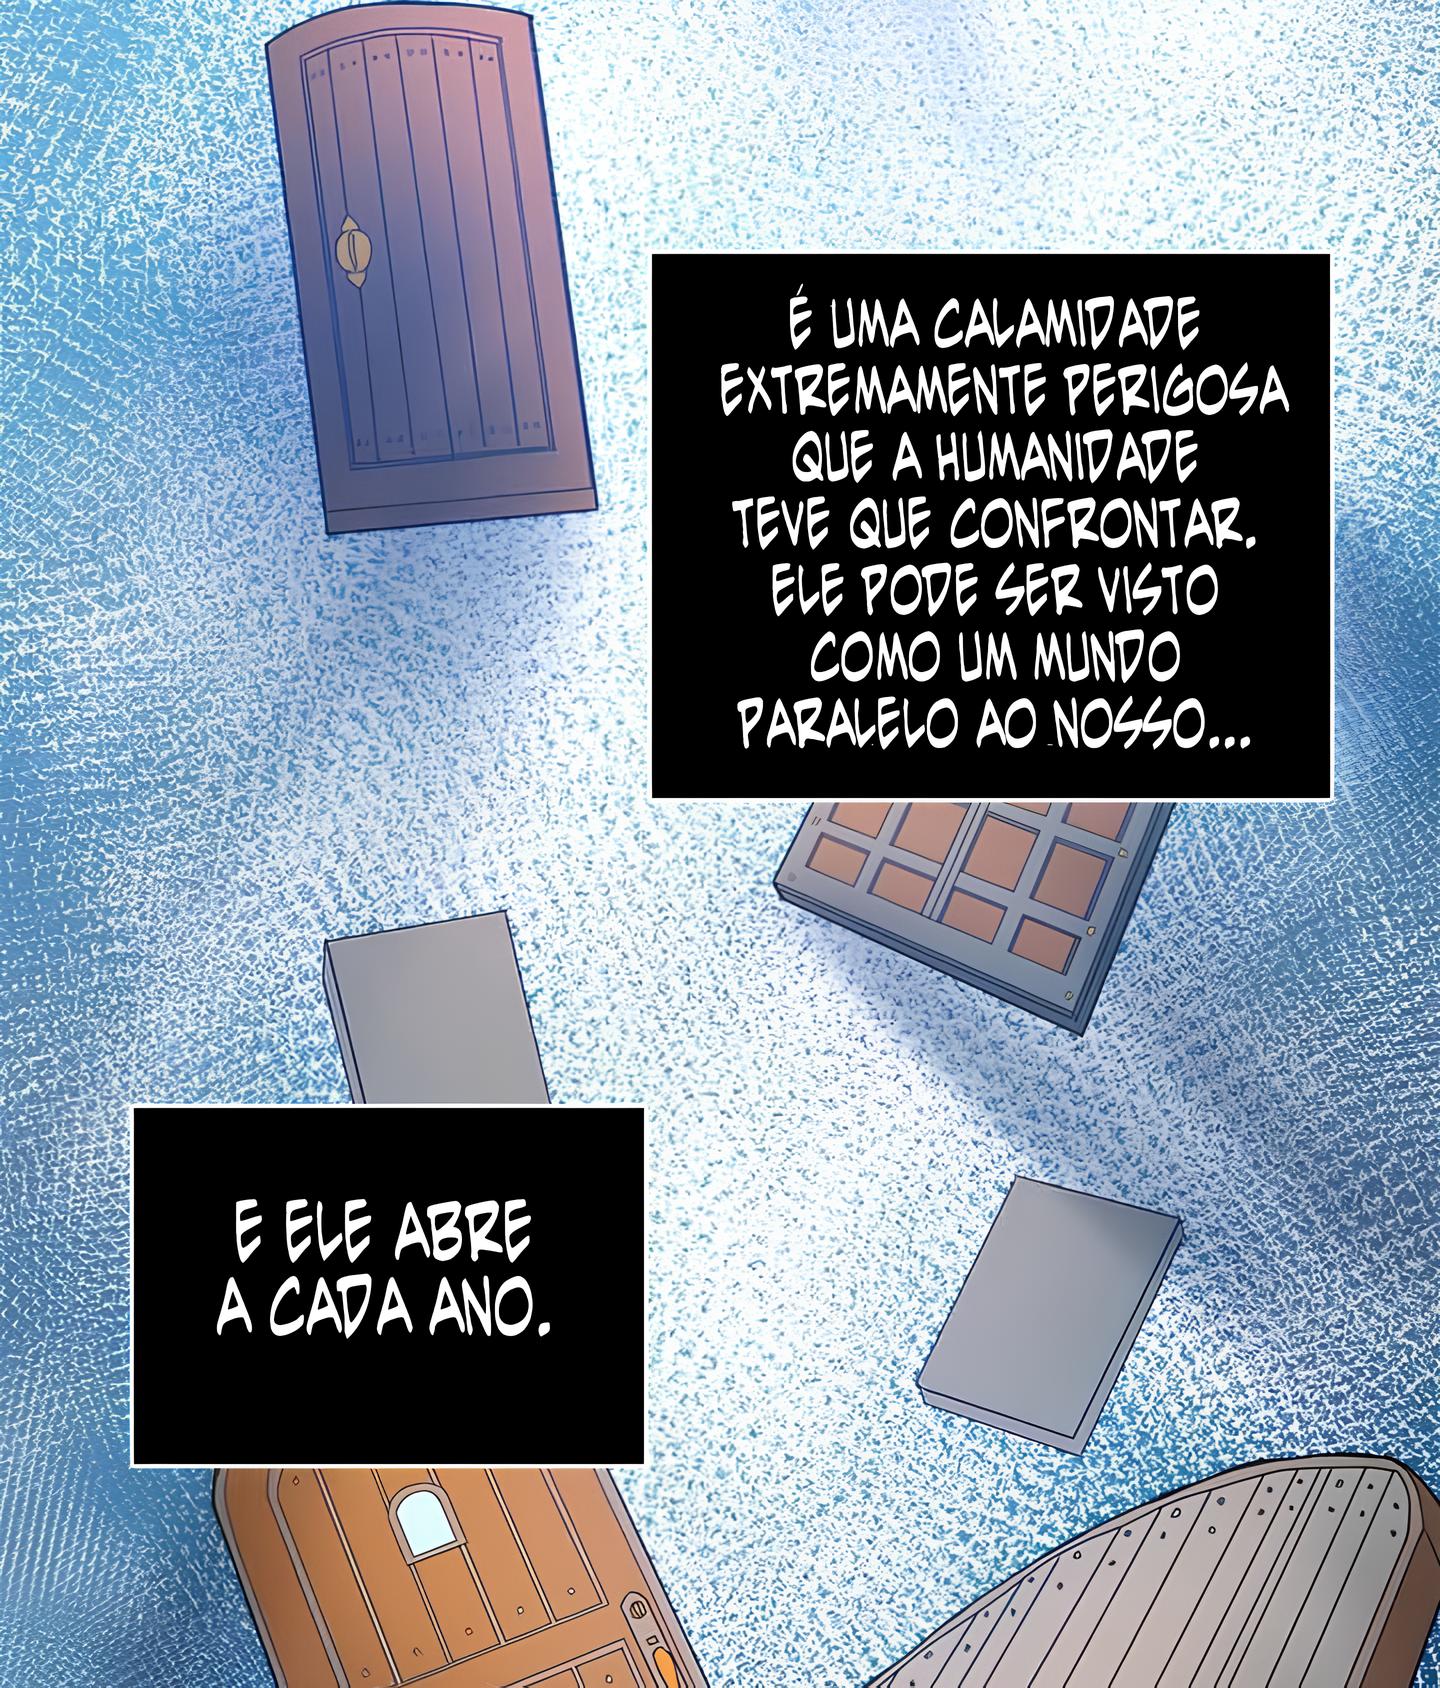 É UMA CALAMIDADE
EXTREMAMENTE PERIGOSA
QUE A HUMANIDADE
TEVE QUE CONFRONTAR.
ELE PODE SER VISTO
COMO UM MUNDO
PARALELO AO NOSSO...
E ELE ABRE
A CADA ANO.